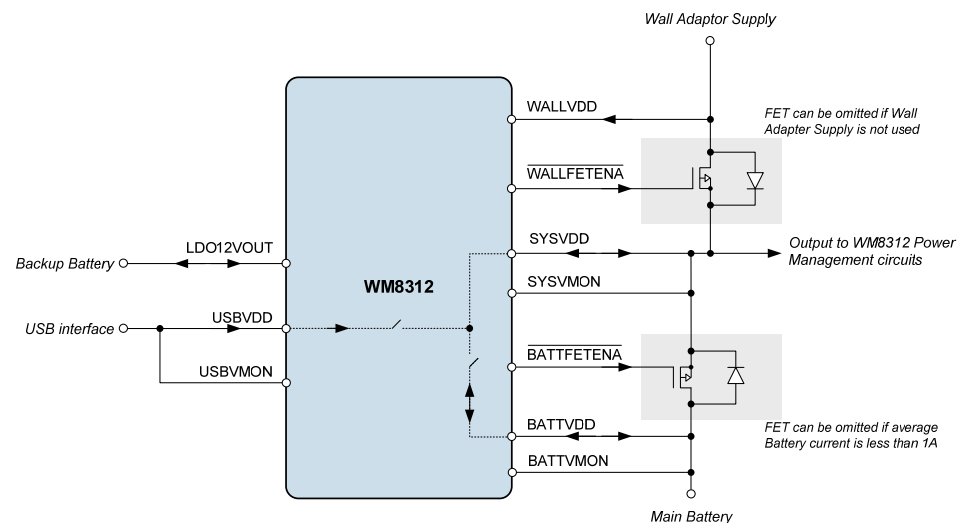 Wall Adaptor Supply
WALLVDD
FET can be omitted if Wall
Adapter Supply is not used
WALLFETENA
SYSVDD
Output to WM8312 Power
Management circuits
LDO12VOUT
Backup Battery
SYSVMON
WM8312
USBVDD
USB interface
BATTFETENA
USBVMON
BATTVDD
FET can be omitted if average
Battery current is less than 1A
BATTVMON
Main Battery